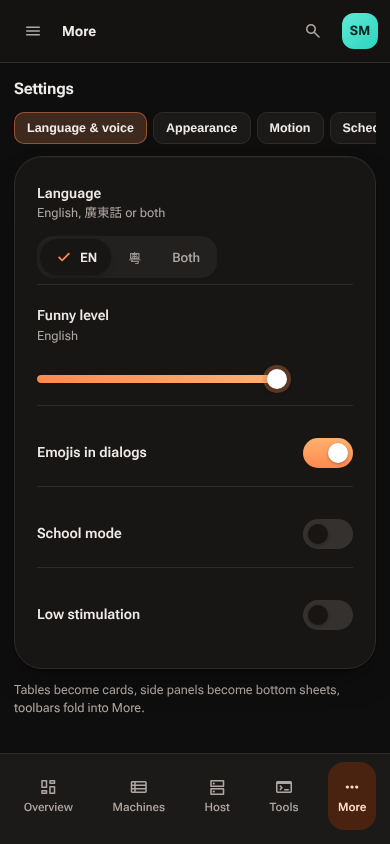 More
SM
Settings
Language & voice
Appearance
Motion
Sched
Language
English, 廣東話 or both
EN
粵
Both
Funny level
English
Emojis in dialogs
School mode
Low stimulation
Tables become cards, side panels become bottom sheets,
toolbars fold into More.
Overview
Machines
Host
Tools
More